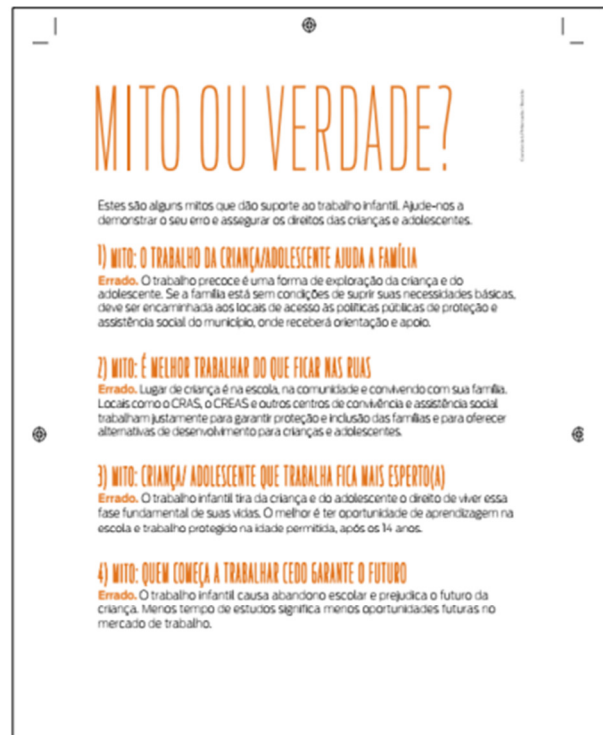 MITO OU VERDADE?
Estes são alguns mitos que dão suporte ao trabalho infantil. Ajude-nos a
demonstrar o seu erro e assegurar os direitos das crianças e adolescentes.
1) MITO: O TRABALHO DA CRIANÇA/ADOLESCENTE AJUDA A FAMÍLIA
Errado. O trabalho precoce é uma forma de exploração da criança e do
adolescente. Se a família está sem condições de suprir suas necessidades básicas,
deve ser encaminhada aos locais de acesso às políticas públicas de proteção e
assistência social do município, onde receberá orientação e apoio.
2) MITO: É MELHOR TRABALHAR DO QUE FICAR NAS RUAS
Errado. Lugar de criança é na escola, na comunidade e convivendo com sua família.
Locais como o CRAS, o CREAS e outros centros de convivência e assistência social
trabalham justamente para garantir proteção e inclusão das famílias e para oferecer
alternativas de desenvolvimento para crianças e adolescentes.
3) MITO: CRIANÇA/ ADOLESCENTE QUE TRABALHA FICA MAIS ESPERTO(A)
Errado. O trabalho infantil tira da criança e do adolescente o direito de viver essa
fase fundamental de suas vidas. O melhor é ter oportunidade de aprendizagem na
escola e trabalho protegido na idade permitida, após os 14 anos.
4) MITO: QUEM COMEÇA A TRABALHAR CEDO GARANTE O FUTURO
Errado. O trabalho infantil causa abandono escolar e prejudica o futuro da
criança. Menos tempo de estudos significa menos oportunidades futuras no
mercado de trabalho.